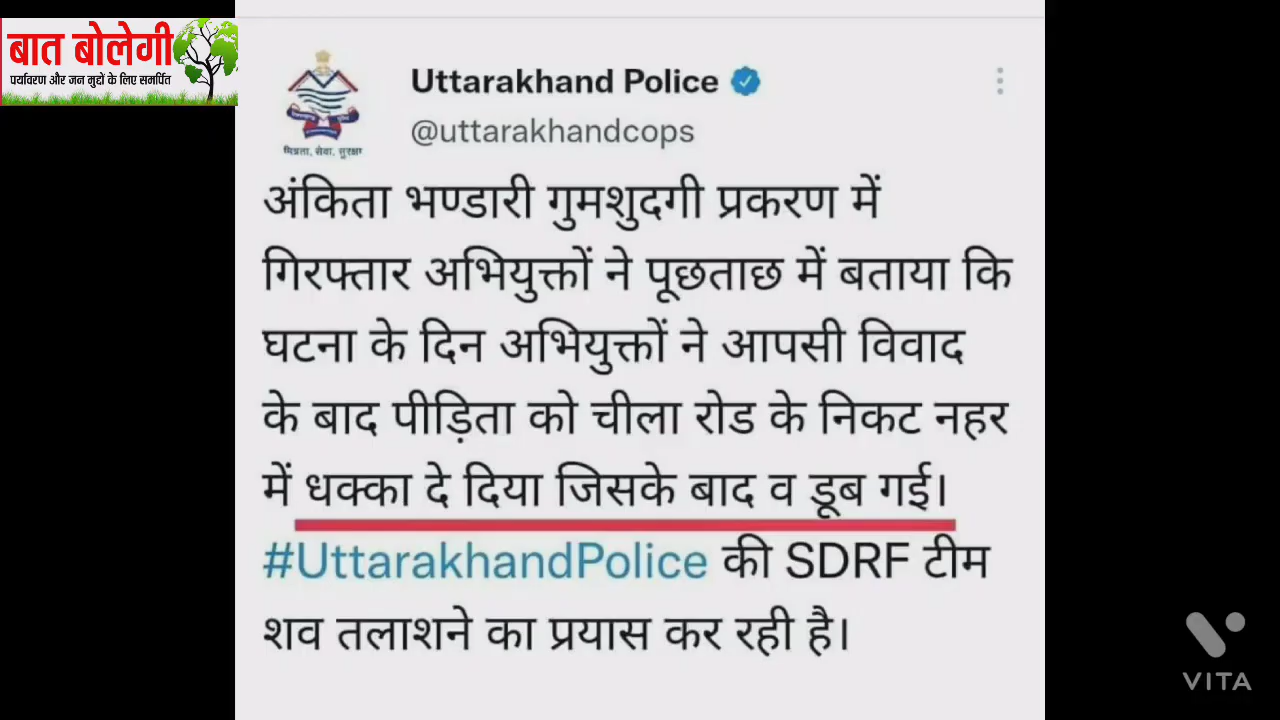 बात बोलेगी
पर्यावरण और जन मुद्दों के लिए समर्पित
मित्रता, सेवा, सुरक्षा
Uttarakhand Police
@uttarakhandcops
अंकिता भण्डारी गुमशुदगी प्रकरण में
गिरफ्तार अभियुक्तों ने पूछताछ में बताया कि
घटना के दिन अभियुक्तों ने आपसी विवाद
के बाद पीड़िता को चीला रोड के निकट नहर
में धक्का दे दिया जिसके बाद व डूब गई।
#UttarakhandPolice की SDRF टीम
शव तलाशने का प्रयास कर रही है।
VITA